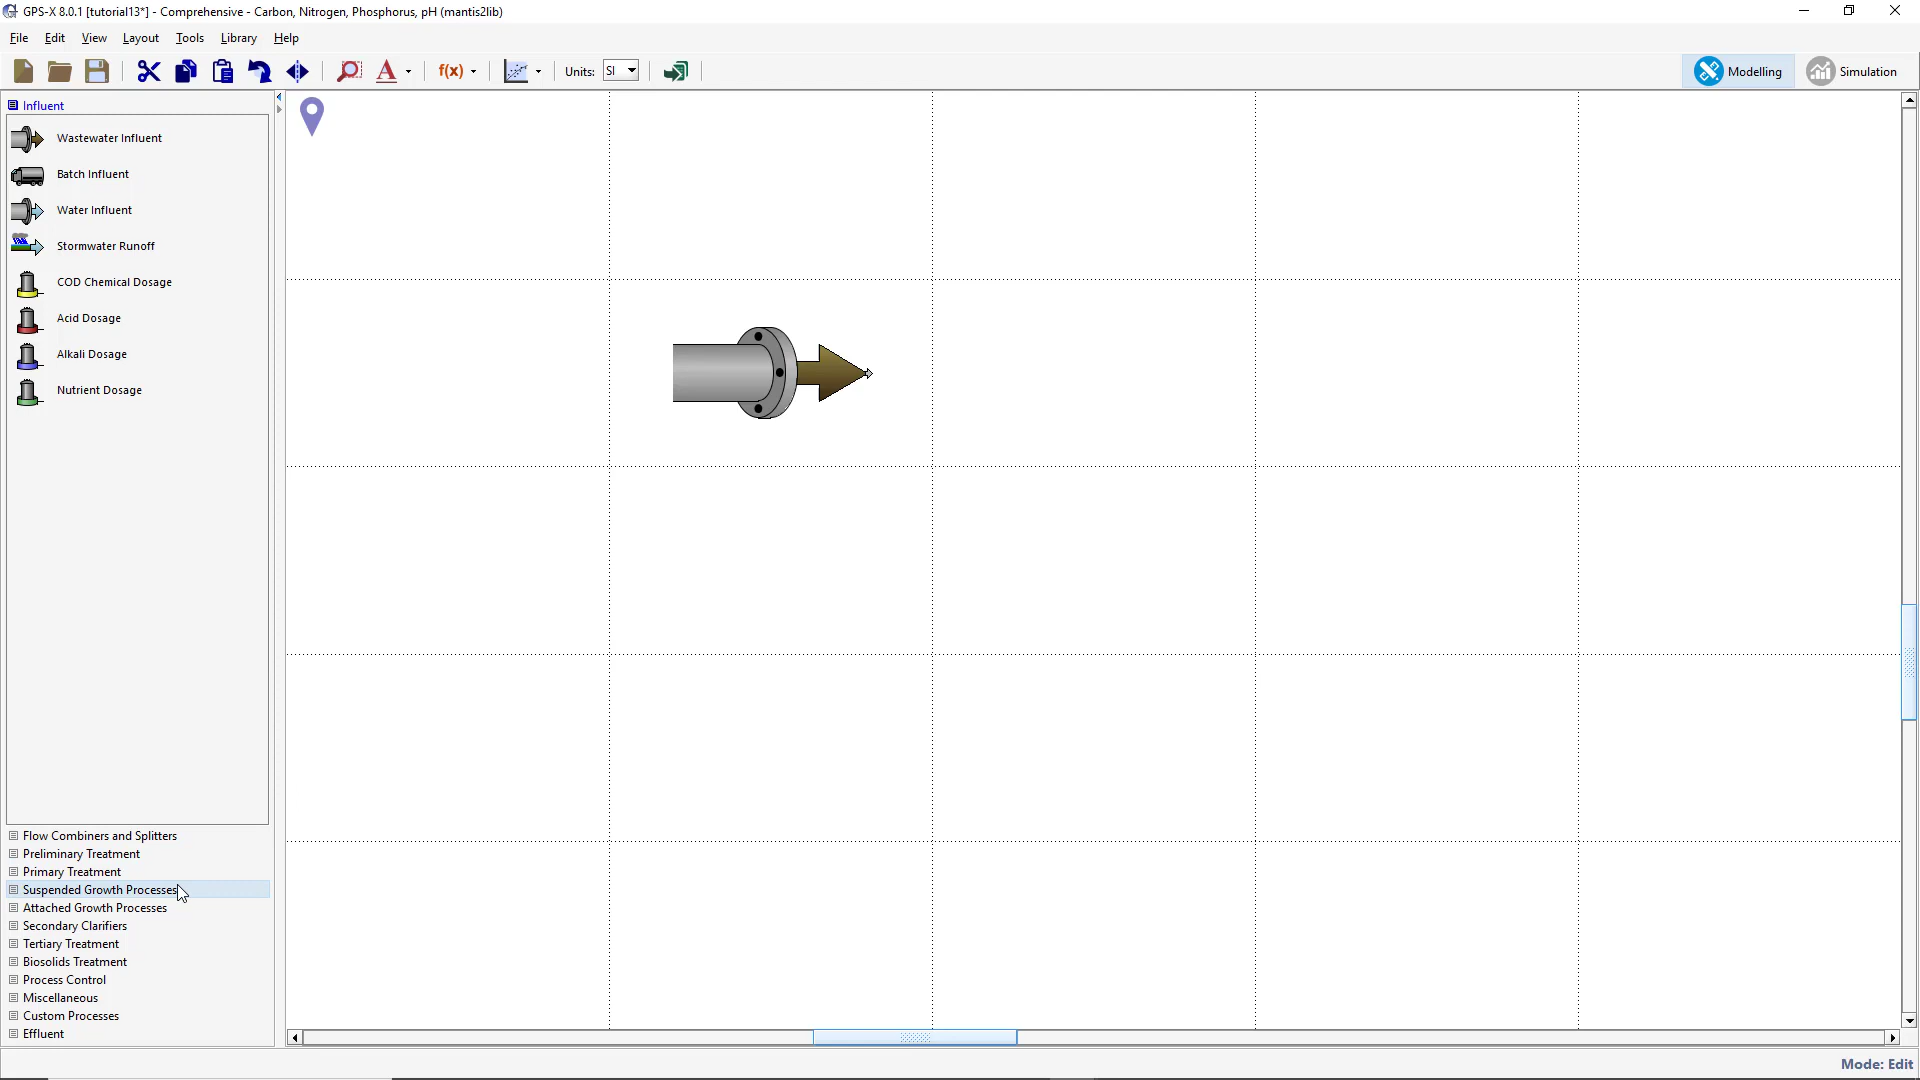 GPS-X 8.0.1 [tutorial13*] - Comprehensive - Carbon, Nitrogen, Phosphorus, pH (mantis2lib)
File Edit View Layout Tools Library Help
A f(x) Units: SI Modelling Simulation
Influent
Wastewater Influent
Batch Influent
Water Influent
Stormwater Runoff
COD Chemical Dosage
Acid Dosage
Alkali Dosage
Nutrient Dosage
Flow Combiners and Splitters
Preliminary Treatment
Primary Treatment
Suspended Growth Processes
Attached Growth Processes
Secondary Clarifiers
Tertiary Treatment
Biosolids Treatment
Process Control
Miscellaneous
Custom Processes
Effluent
Mode: Edit